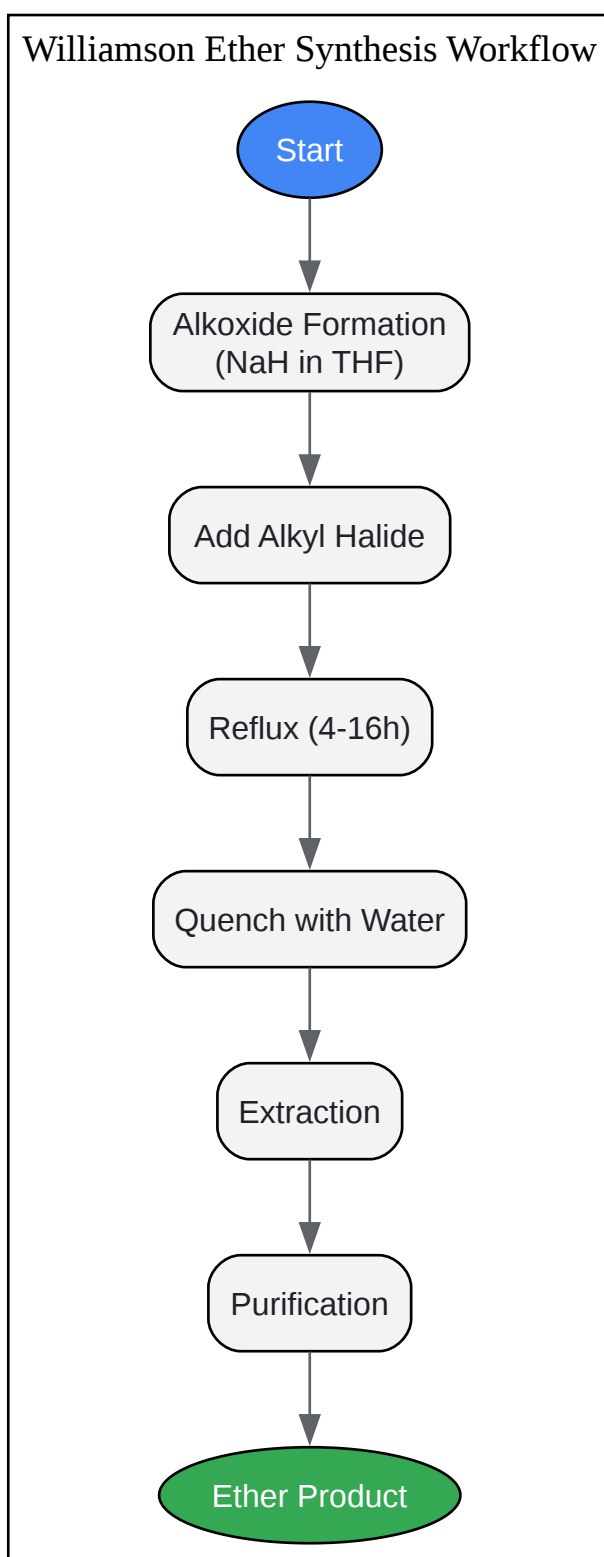 Williamson Ether Synthesis Workflow
Start
Alkoxide Formation
(NaH in THF)
Add Alkyl Halide
Reflux (4-16h)
Quench with Water
Extraction
Purification
Ether Product